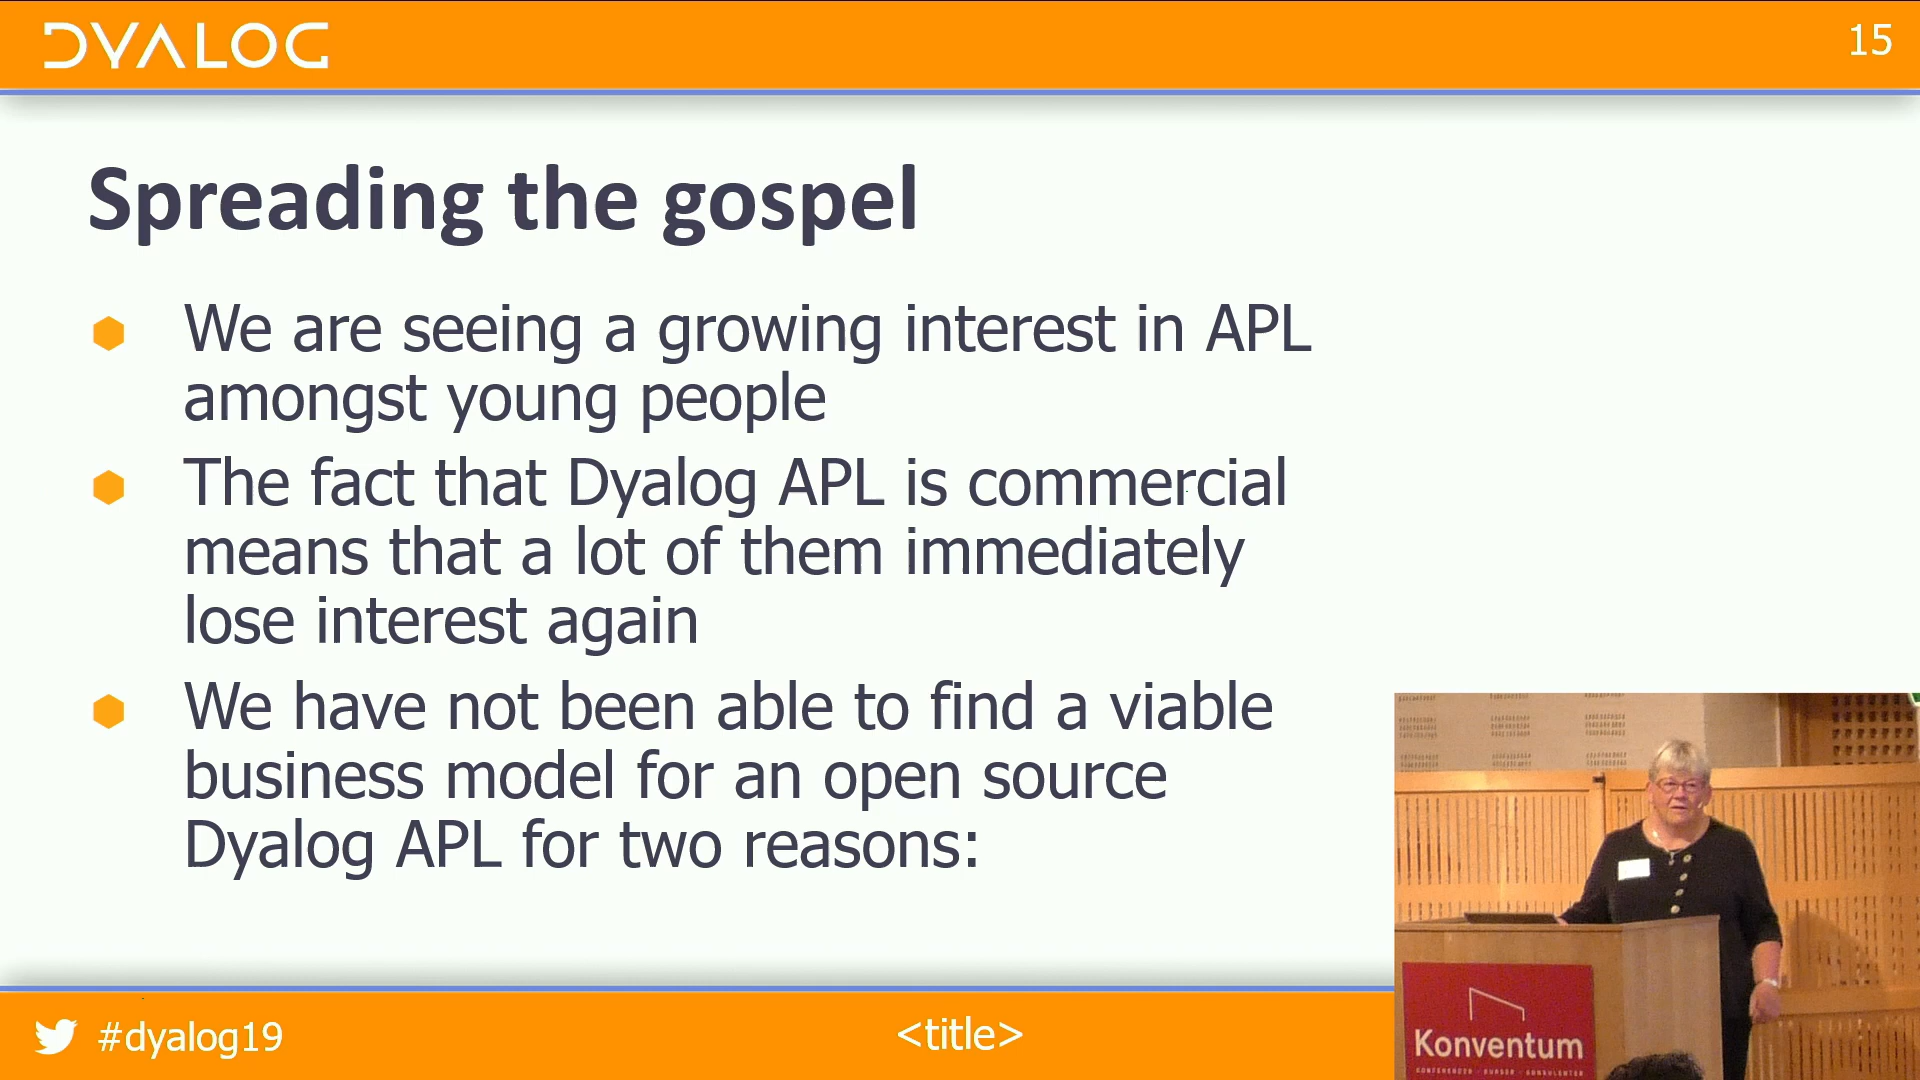 DYALOG
15
Spreading the gospel
We are seeing a growing interest in APL
amongst young people
The fact that Dyalog APL is commercial
means that a lot of them immediately
lose interest again
We have not been able to find a viable
business model for an open source
Dyalog APL for two reasons:
#dyalog19
<title>
Konventum